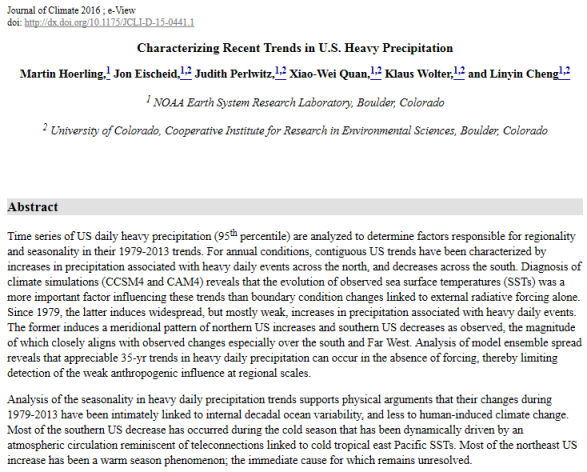 Journal of Climate 2016 ; e-View
doi: http://dx.doi.org/10.1175/JCLI-D-15-0441.1
Characterizing Recent Trends in U.S. Heavy Precipitation
Martin Hoerling,1 Jon Eischeid,1,2 Judith Perlwitz,1,2 Xiao-Wei Quan,1,2 Klaus Wolter,1,2 and Linyin Cheng1,2
1 NOAA Earth System Research Laboratory, Boulder, Colorado
2 University of Colorado, Cooperative Institute for Research in Environmental Sciences, Boulder, Colorado
Abstract
Time series of US daily heavy precipitation (95th percentile) are analyzed to determine factors responsible for regionality
and seasonality in their 1979-2013 trends. For annual conditions, contiguous US trends have been characterized by
increases in precipitation associated with heavy daily events across the north, and decreases across the south. Diagnosis of
climate simulations (CCSM4 and CAM4) reveals that the evolution of observed sea surface temperatures (SSTs) was a
more important factor influencing these trends than boundary condition changes linked to external radiative forcing alone.
Since 1979, the latter induces widespread, but mostly weak, increases in precipitation associated with heavy daily events.
The former induces a meridional pattern of northern US increases and southern US decreases as observed, the magnitude
of which closely aligns with observed changes especially over the south and Far West. Analysis of model ensemble spread
reveals that appreciable 35-yr trends in heavy daily precipitation can occur in the absence of forcing, thereby limiting
detection of the weak anthropogenic influence at regional scales.
Analysis of the seasonality in heavy daily precipitation trends supports physical arguments that their changes during
1979-2013 have been intimately linked to internal decadal ocean variability, and less to human-induced climate change.
Most of the southern US decrease has occurred during the cold season that has been dynamically driven by an
atmospheric circulation reminiscent of teleconnections linked to cold tropical east Pacific SSTs. Most of the northeast US
increase has been a warm season phenomenon; the immediate cause for which remains unresolved.